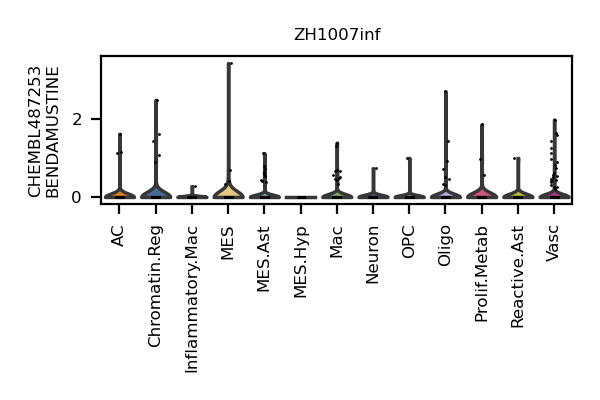 ZH1007inf
CHEMBL487253
BENDAMUSTINE
2
0
AC
Chromatin.Reg
Inflammatory.Mac
MES
MES.Ast
MES.Hyp
Mac
Neuron
OPC
Oligo
Prolif.Metab
Reactive.Ast
Vasc